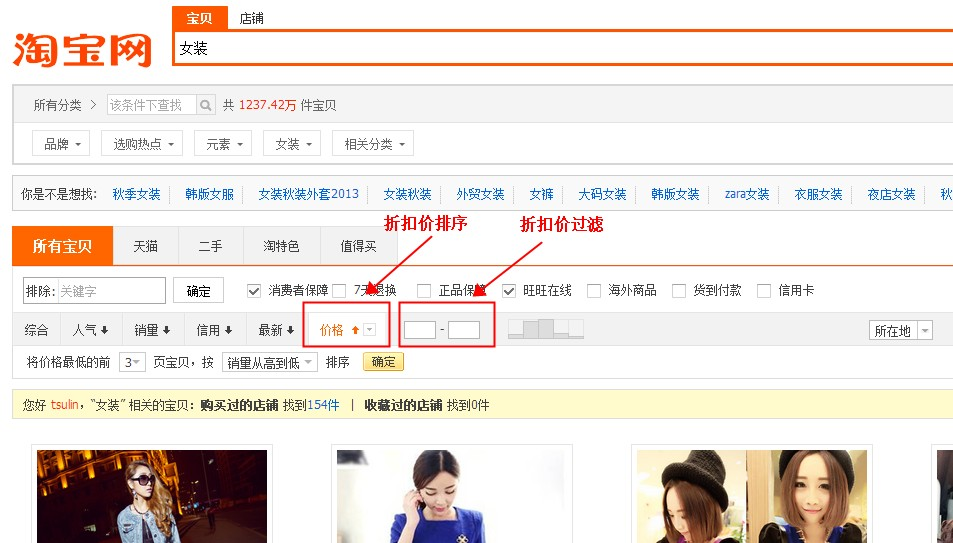 宝贝 店铺
淘宝网
女装
所有分类 > 该条件下查找 共 1237.42万 件宝贝
品牌 选购热点 元素 女装 相关分类
你是不是想找: 秋季女装 韩版女服 女装秋装外套2013 女装秋装 外贸女装 女裤 大码女装 韩版女装 zara女装 衣服女装 夜店女装 秋
折扣价排序 折扣价过滤
所有宝贝 天猫 二手 淘特色 值得买
排除: 关键字 确定 消费者保障 7天退换 正品保障 旺旺在线 海外商品 货到付款 信用卡
综合 人气 销量 信用 最新 价格 - 所在地
将价格最低的前 3 页宝贝，按 销量从高到低 排序 确定
您好 tsulin，“女装” 相关的宝贝：购买过的店铺 找到154件 | 收藏过的店铺 找到0件